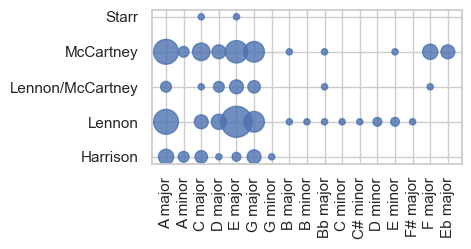 Starr
McCartney
Lennon/McCartney
Lennon
Harrison
A major
A minor
C major
D major
E major
G major
G minor
B major
B minor
Bb major
C minor
C# minor
D minor
E minor
F# major
F major
Eb major